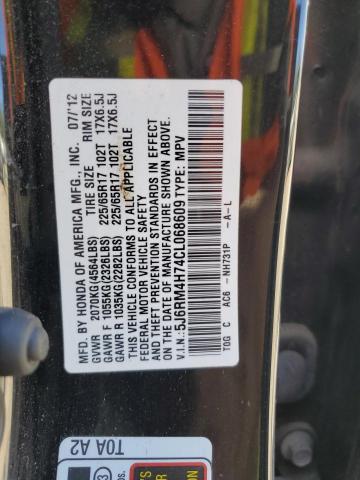 MFD. BY HONDA OF AMERICA MFG., INC. 07/'12
TIRE SIZE RIM SIZE
GVWR 2070KG(4564LBS)
GAWR F 1055KG(2326LBS) 225/65R17 102T 17X6.5J
GAWR R 1035KG(2282LBS) 225/65R17 102T 17X6.5J
THIS VEHICLE CONFORMS TO ALL APPLICABLE
FEDERAL MOTOR VEHICLE SAFETY
AND THEFT PREVENTION STANDARDS IN EFFECT
ON THE DATE OF MANUFACTURE SHOWN ABOVE.
V.I.N.:5J6RM4H74CL068609 TYPE: MPV
T0G C AC6 -NH731P -A-L
T0A A2